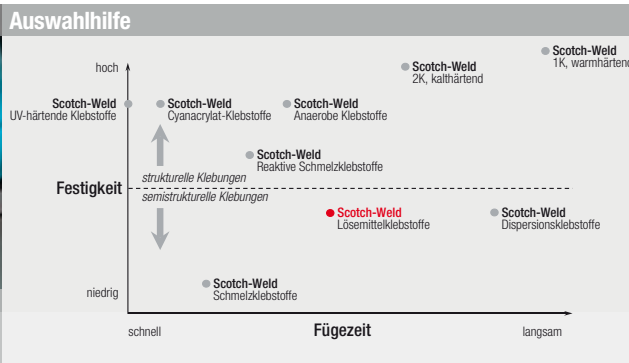 Auswahlhilfe
hoch
Scotch-Weld
1K, warmhärtend
Scotch-Weld
2K, kalthärtend
Scotch-Weld
UV-härtende Klebstoffe
Scotch-Weld
Cyanacrylat-Klebstoffe
Scotch-Weld
Anaerobe Klebstoffe
Scotch-Weld
Reaktive Schmelzklebstoffe
strukturelle Klebungen
Festigkeit
semistrukturelle Klebungen
Scotch-Weld
Lösemittelklebstoffe
Scotch-Weld
Dispersionsklebstoffe
Scotch-Weld
Schmelzklebstoffe
niedrig
schnell
Fügezeit
langsam